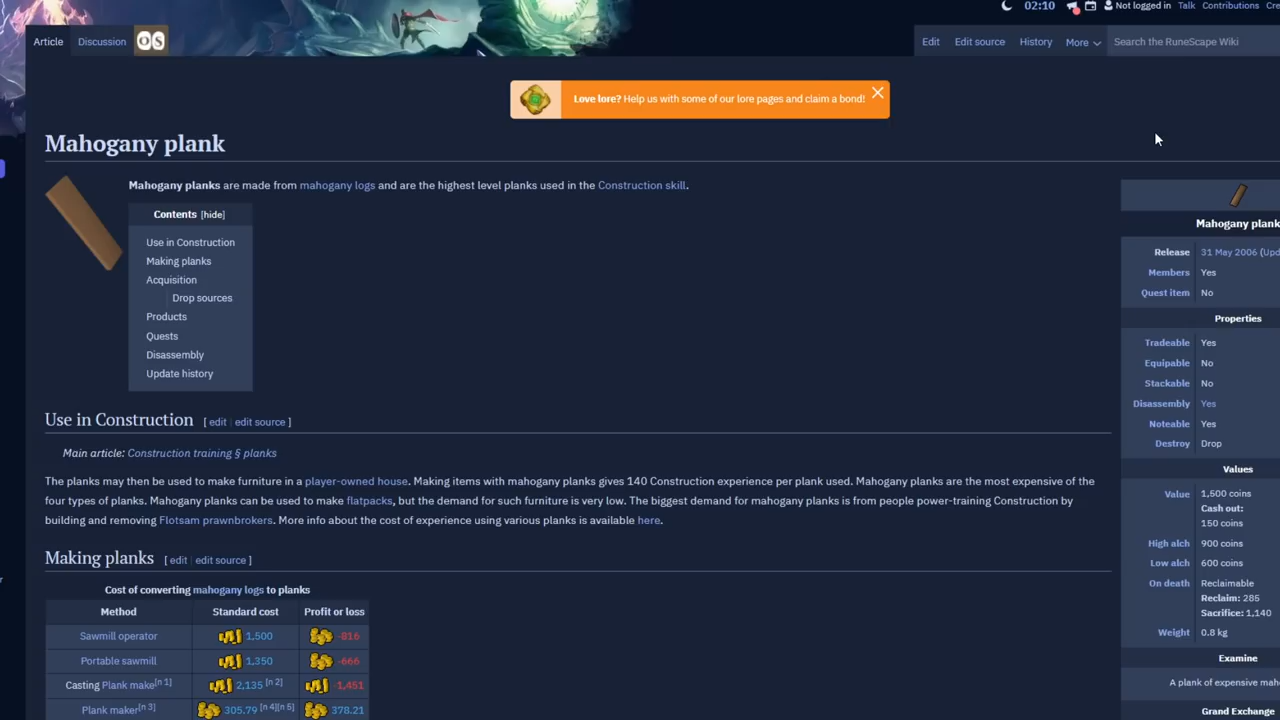 02:10 Not logged in Talk Contributions
Article Discussion OS Edit Edit source History More Search the RuneScape Wiki
Love lore? Help us with some of our lore pages and claim a bond!
Mahogany plank
Mahogany planks are made from mahogany logs and are the highest level planks used in the Construction skill.
Contents [hide]
Use in Construction
Making planks
Acquisition
Drop sources
Products
Quests
Disassembly
Update history
Use in Construction [ edit | edit source ]
Main article: Construction training § planks
The planks may then be used to make furniture in a player-owned house. Making items with mahogany planks gives 140 Construction experience per plank used. Mahogany planks are the most expensive of the
four types of planks. Mahogany planks can be used to make flatpacks, but the demand for such furniture is very low. The biggest demand for mahogany planks is from people power-training Construction by
building and removing Flotsam prawnbrokers. More info about the cost of experience using various planks is available here.
Making planks [ edit | edit source ]
Cost of converting mahogany logs to planks
Method Standard cost Profit or loss
Sawmill operator 1,500 -816
Portable sawmill 1,350 -666
Casting Plank make[n 1] 2,135 [n 2] -1,451
Plank maker[n 3] 305.79 [n 4][n 5] 378.21
Mahogany plank
Release 31 May 2006 (Upd
Members Yes
Quest item No
Properties
Tradeable Yes
Equipable No
Stackable No
Disassembly Yes
Noteable Yes
Destroy Drop
Values
Value 1,500 coins
Cash out:
150 coins
High alch 900 coins
Low alch 600 coins
On death Reclaimable
Reclaim: 285
Sacrifice: 1,140
Weight 0.8 kg
Examine
A plank of expensive mah
Grand Exchange